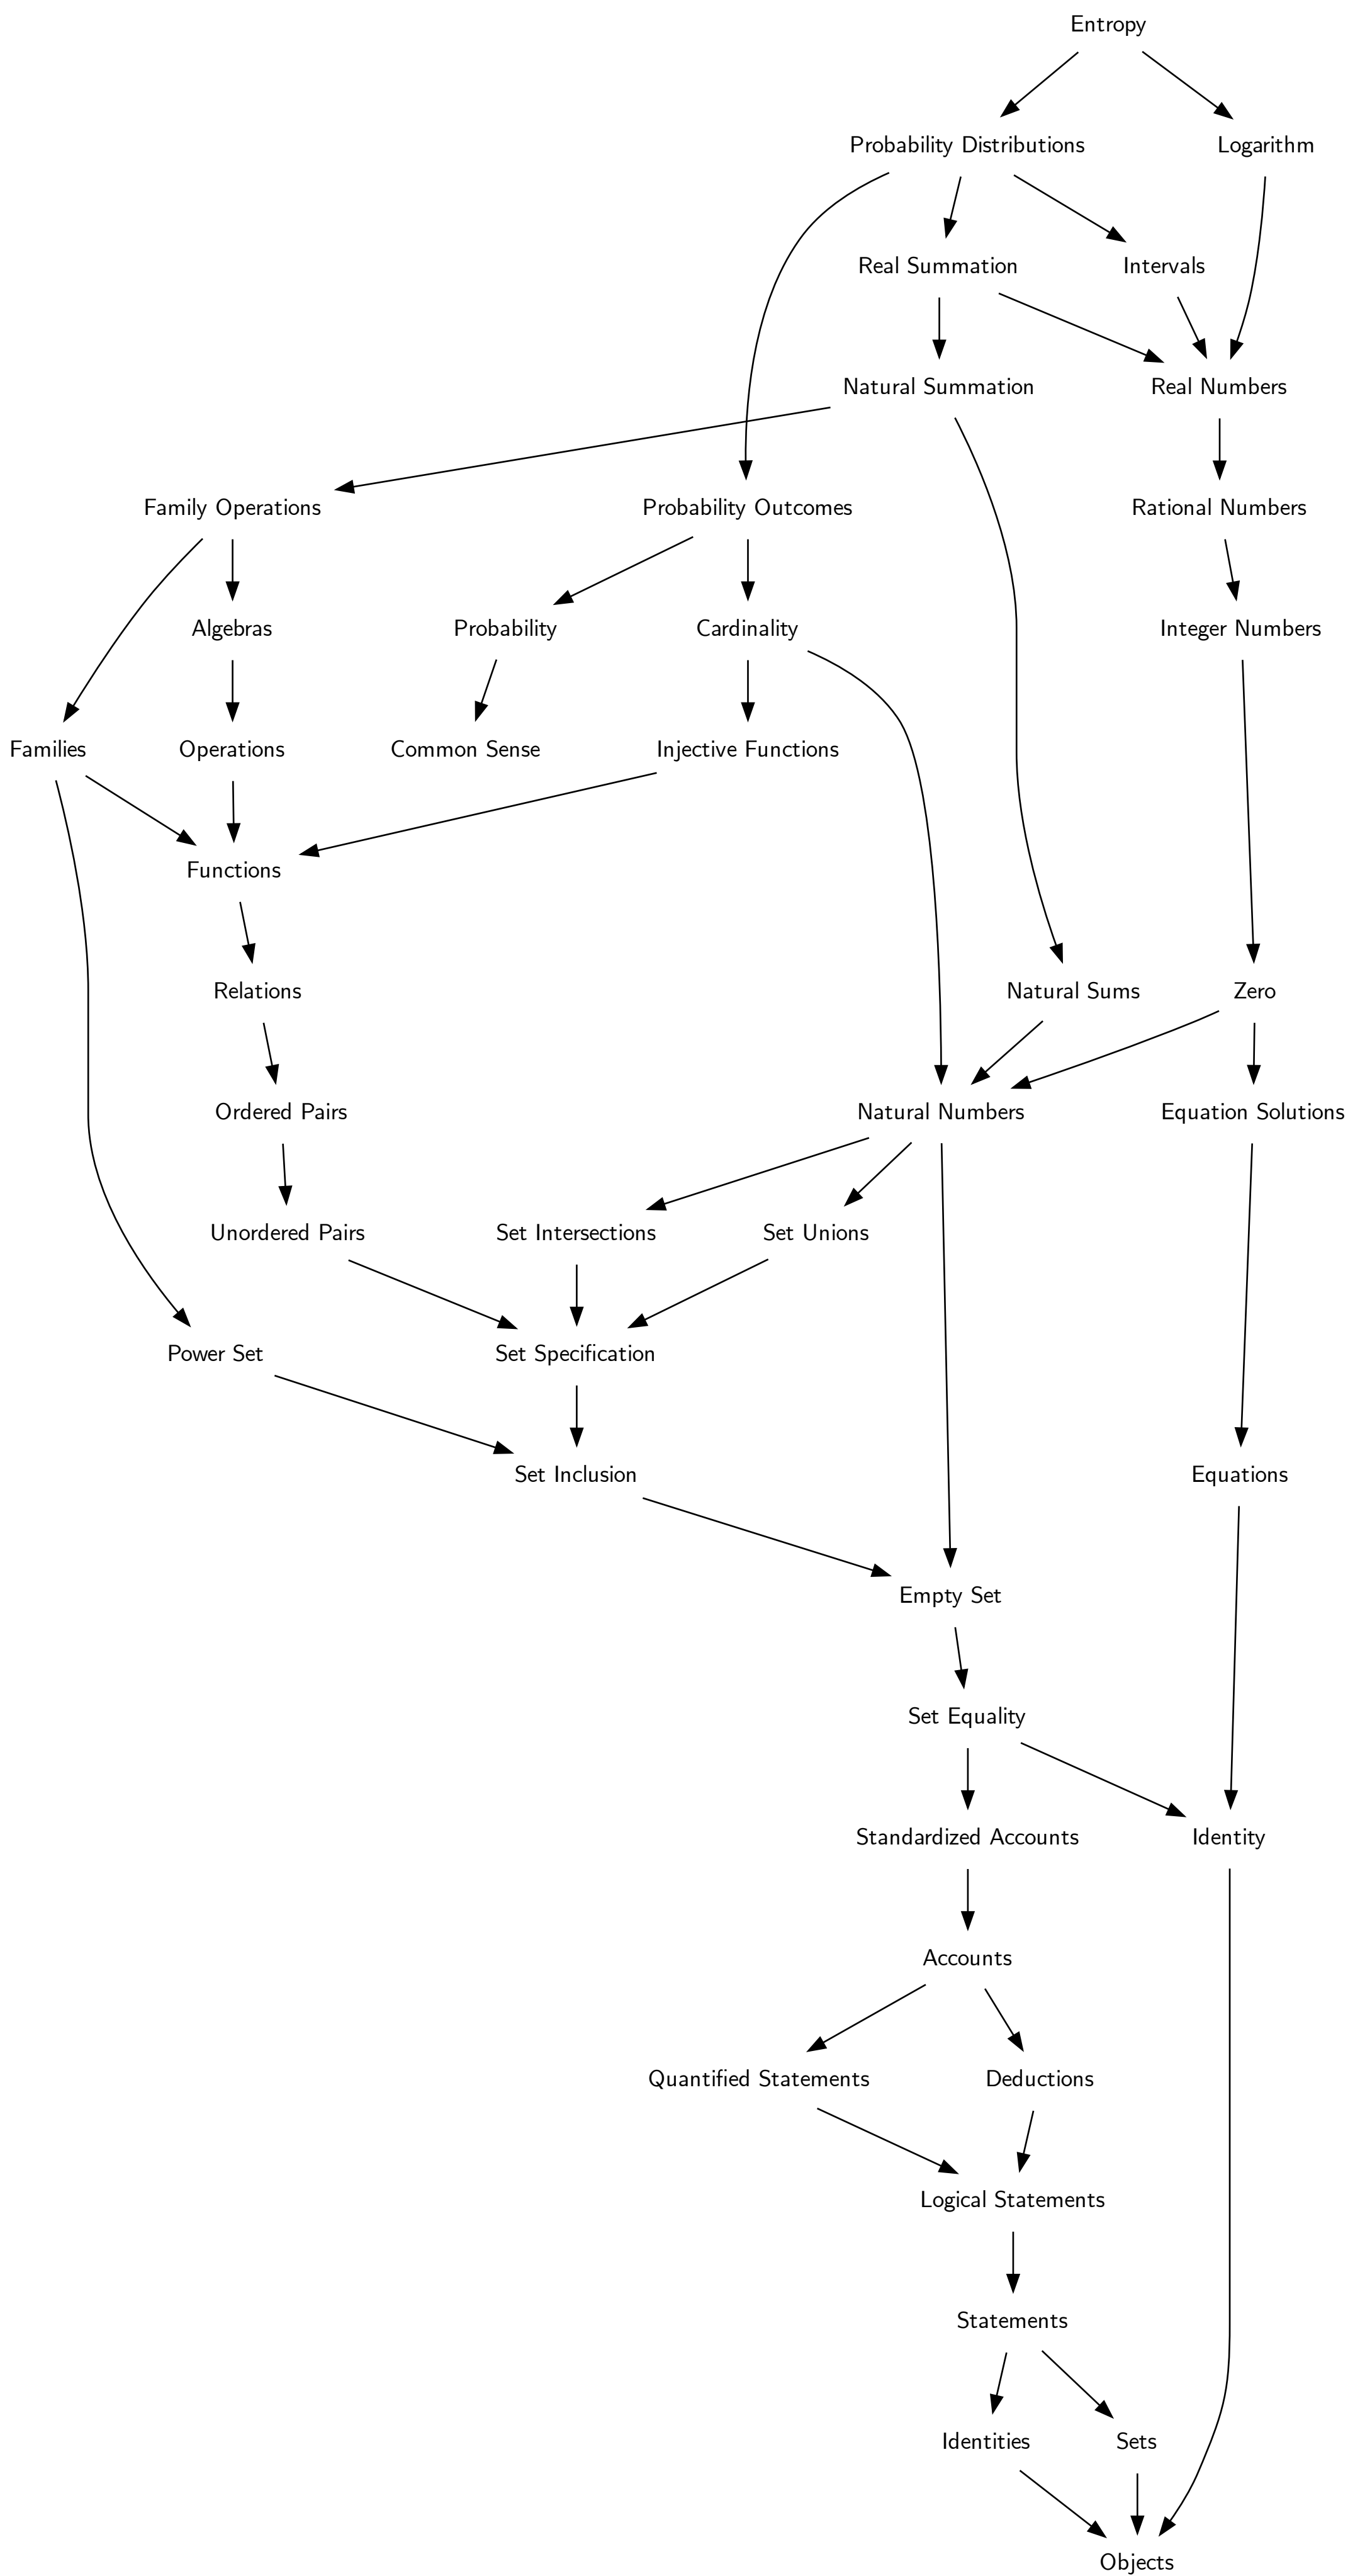 Entropy
Probability Distributions
Logarithm
Real Summation
Intervals
Natural Summation
Real Numbers
Family Operations
Probability Outcomes
Rational Numbers
Algebras
Probability
Cardinality
Integer Numbers
Families
Operations
Common Sense
Injective Functions
Functions
Relations
Natural Sums
Zero
Ordered Pairs
Natural Numbers
Equation Solutions
Unordered Pairs
Set Intersections
Set Unions
Power Set
Set Specification
Set Inclusion
Equations
Empty Set
Set Equality
Standardized Accounts
Identity
Accounts
Quantified Statements
Deductions
Logical Statements
Statements
Identities
Sets
Objects